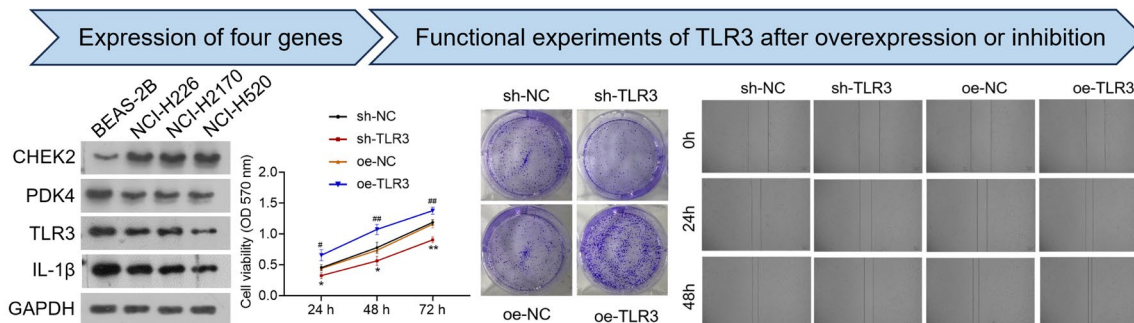 Expression of four genes
Functional experiments of TLR3 after overexpression or inhibition
BEAS-2B
NCI-H226
NCI-H2170
NCI-H520
CHEK2
PDK4
TLR3
IL-1β
GAPDH
sh-NC
sh-TLR3
oe-NC
oe-TLR3
Cell viability (OD 570 nm)
2.0
1.5
1.0
0.5
0.0
# ## ##
* * **
24 h 48 h 72 h
sh-NC sh-TLR3
oe-NC oe-TLR3
sh-NC sh-TLR3 oe-NC oe-TLR3
0h
24h
48h